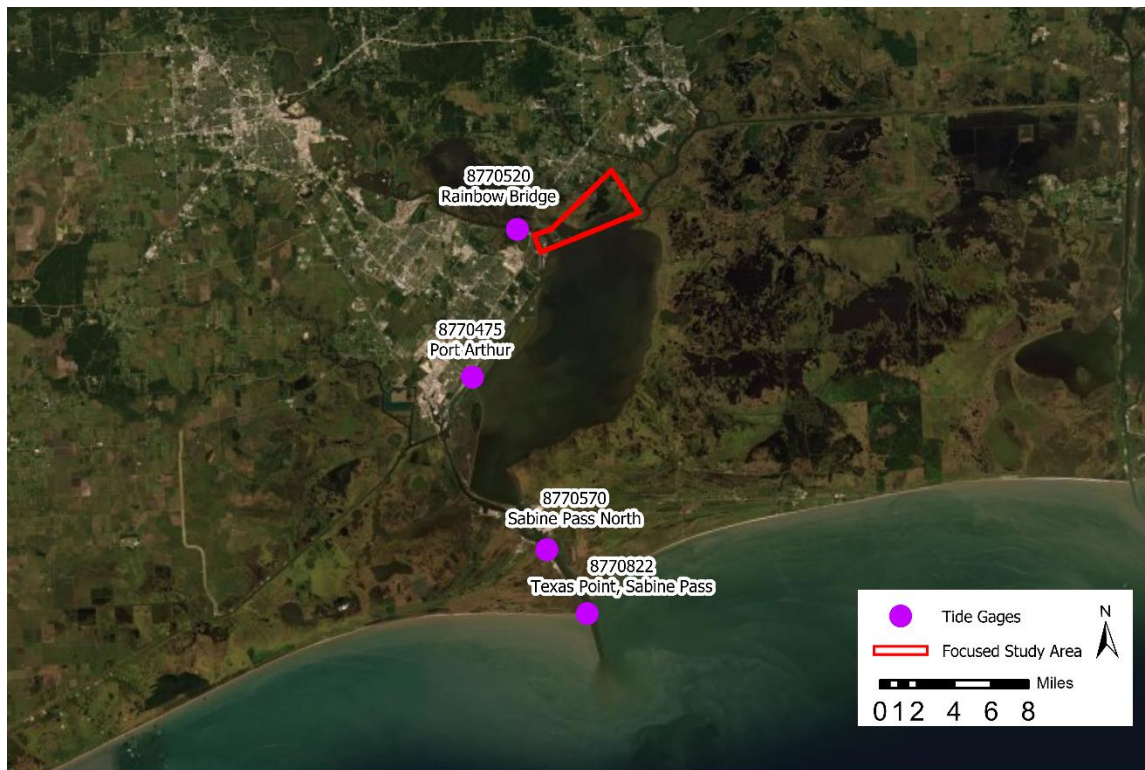 8770520
Rainbow Bridge
8770475
Port Arthur
8770570
Sabine Pass North
8770822
Texas Point, Sabine Pass
Tide Gages
N
Focused Study Area
Miles
0 1 2 4 6 8